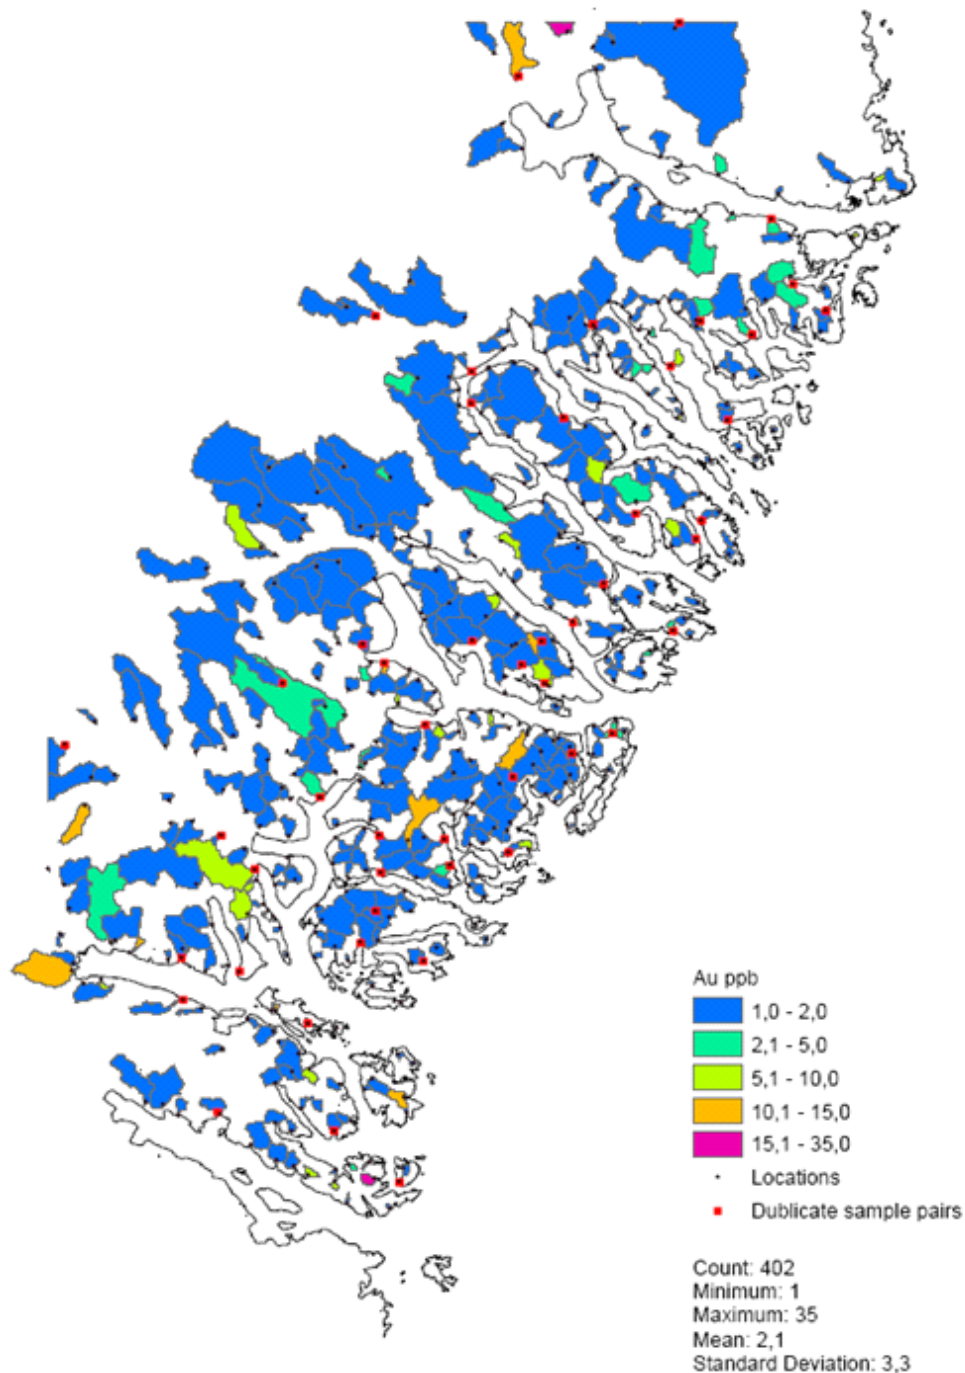 Au ppb
1,0 - 2,0
2,1 - 5,0
5,1 - 10,0
10,1 - 15,0
15,1 - 35,0
Locations
Dublicate sample pairs
Count: 402
Minimum: 1
Maximum: 35
Mean: 2,1
Standard Deviation: 3,3